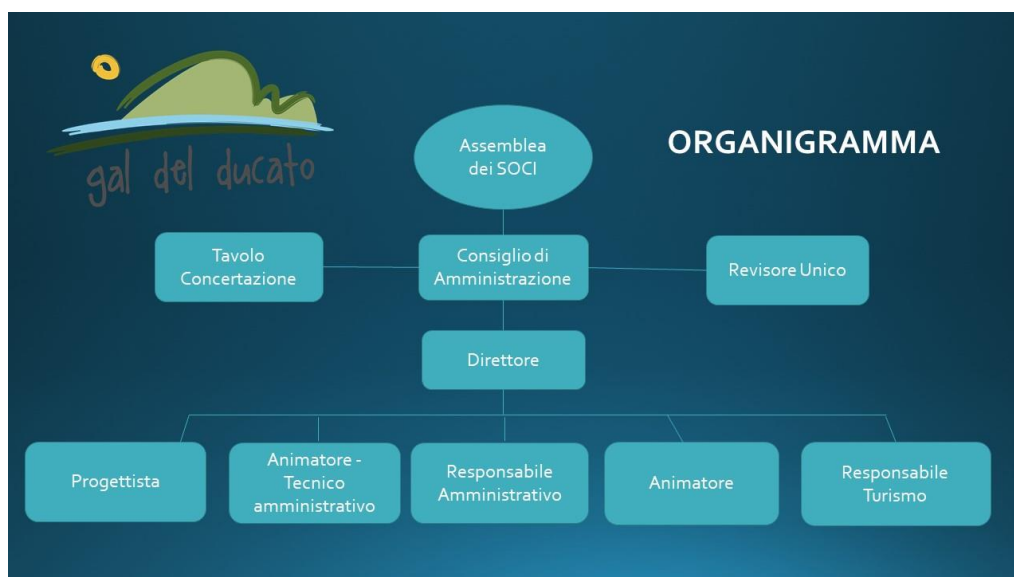 gal del ducato
ORGANIGRAMMA
Assemblea
dei SOCI
Tavolo
Concertazione
Consiglio di
Amministrazione
Revisore Unico
Direttore
Progettista
Animatore -
Tecnico
amministrativo
Responsabile
Amministrativo
Animatore
Responsabile
Turismo